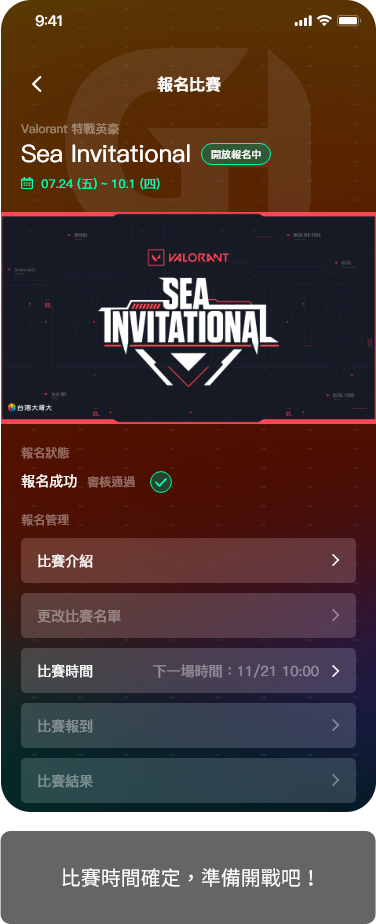 9:41
報名比賽
Valorant 特戰英豪
Sea Invitational
開放報名中
07.24 (五) ~ 10.1 (四)
VALORANT
SEA
INVITATIONAL
台灣大哥大
報名狀態
報名成功 審核通過
報名管理
比賽介紹
更改比賽名單
比賽時間 下一場時間：11/21 10:00
比賽報到
比賽結果
比賽時間確定，準備開戰吧！